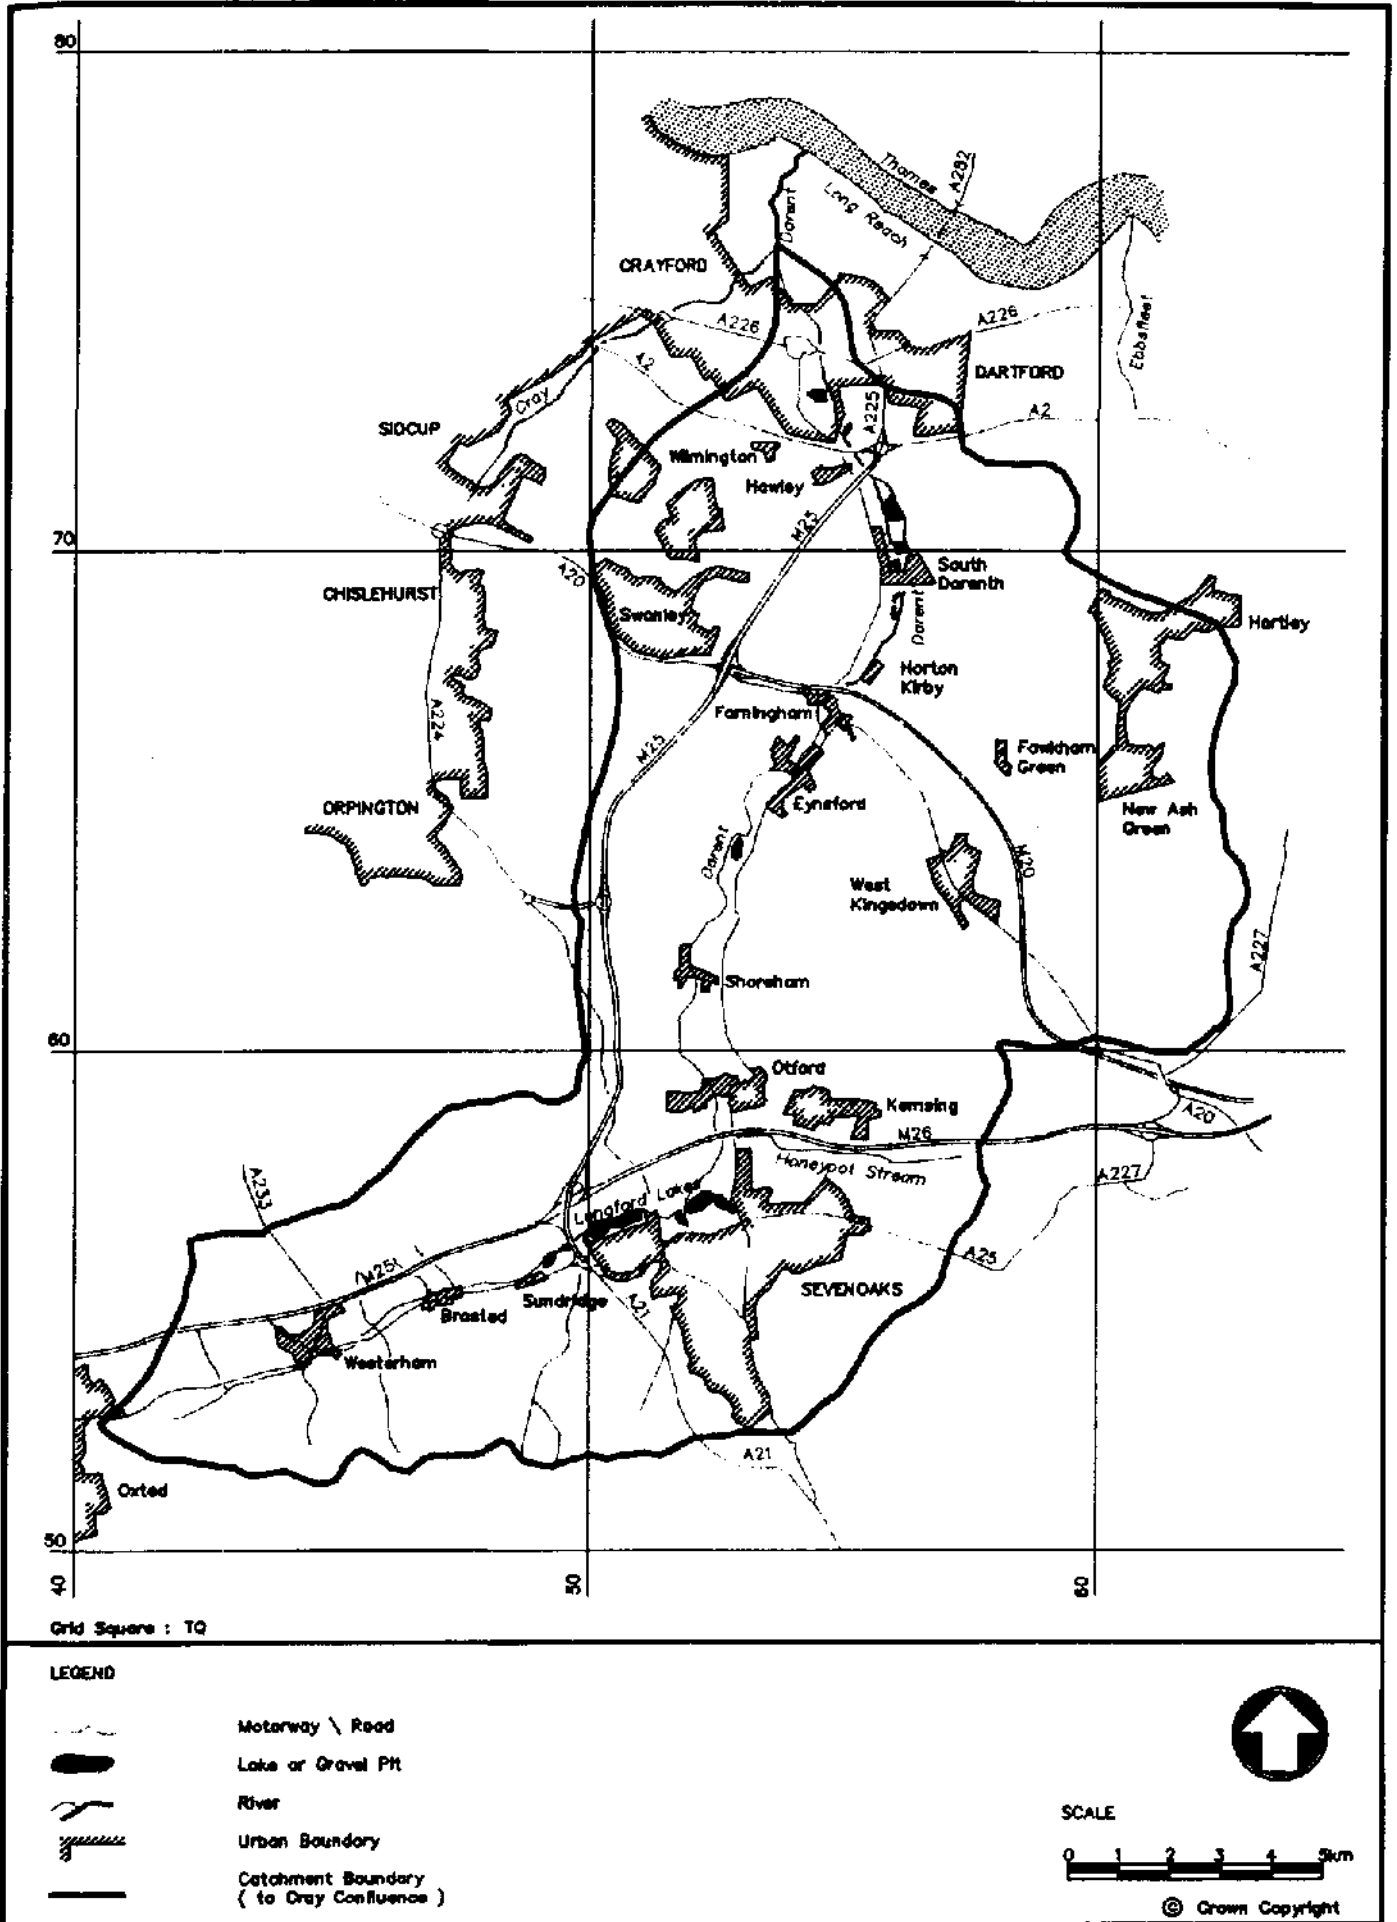 80
Thames
A282
Long Reach
Darent
CRAYFORD
A226
A226
Ebbsfleet
A2
DARTFORD
Cray
A225
A2
SIDCUP
Wilmington
Hawley
M25
70
A20
South
Darenth
CHISLEHURST
Swanley
Darent
Hartley
Horton
Kirby
A224
Farningham
M25
Fawkham
Green
ORPINGTON
Eynsford
New Ash
Green
Darent
M20
West
Kingsdown
A227
Shoreham
60
Otford
Kemsing
A20
M26
Honeypot Stream
A227
A233
Longford Lakes
A25
M25
SEVENOAKS
Sundridge
Brasted
A21
Westerham
A21
Oxted
50
40
50
60
Grid Square : TQ
LEGEND
Motorway \ Road
Lake or Gravel Pit
River
Urban Boundary
Catchment Boundary
( to Cray Confluence )
SCALE
0 1 2 3 4 5km
© Crown Copyright